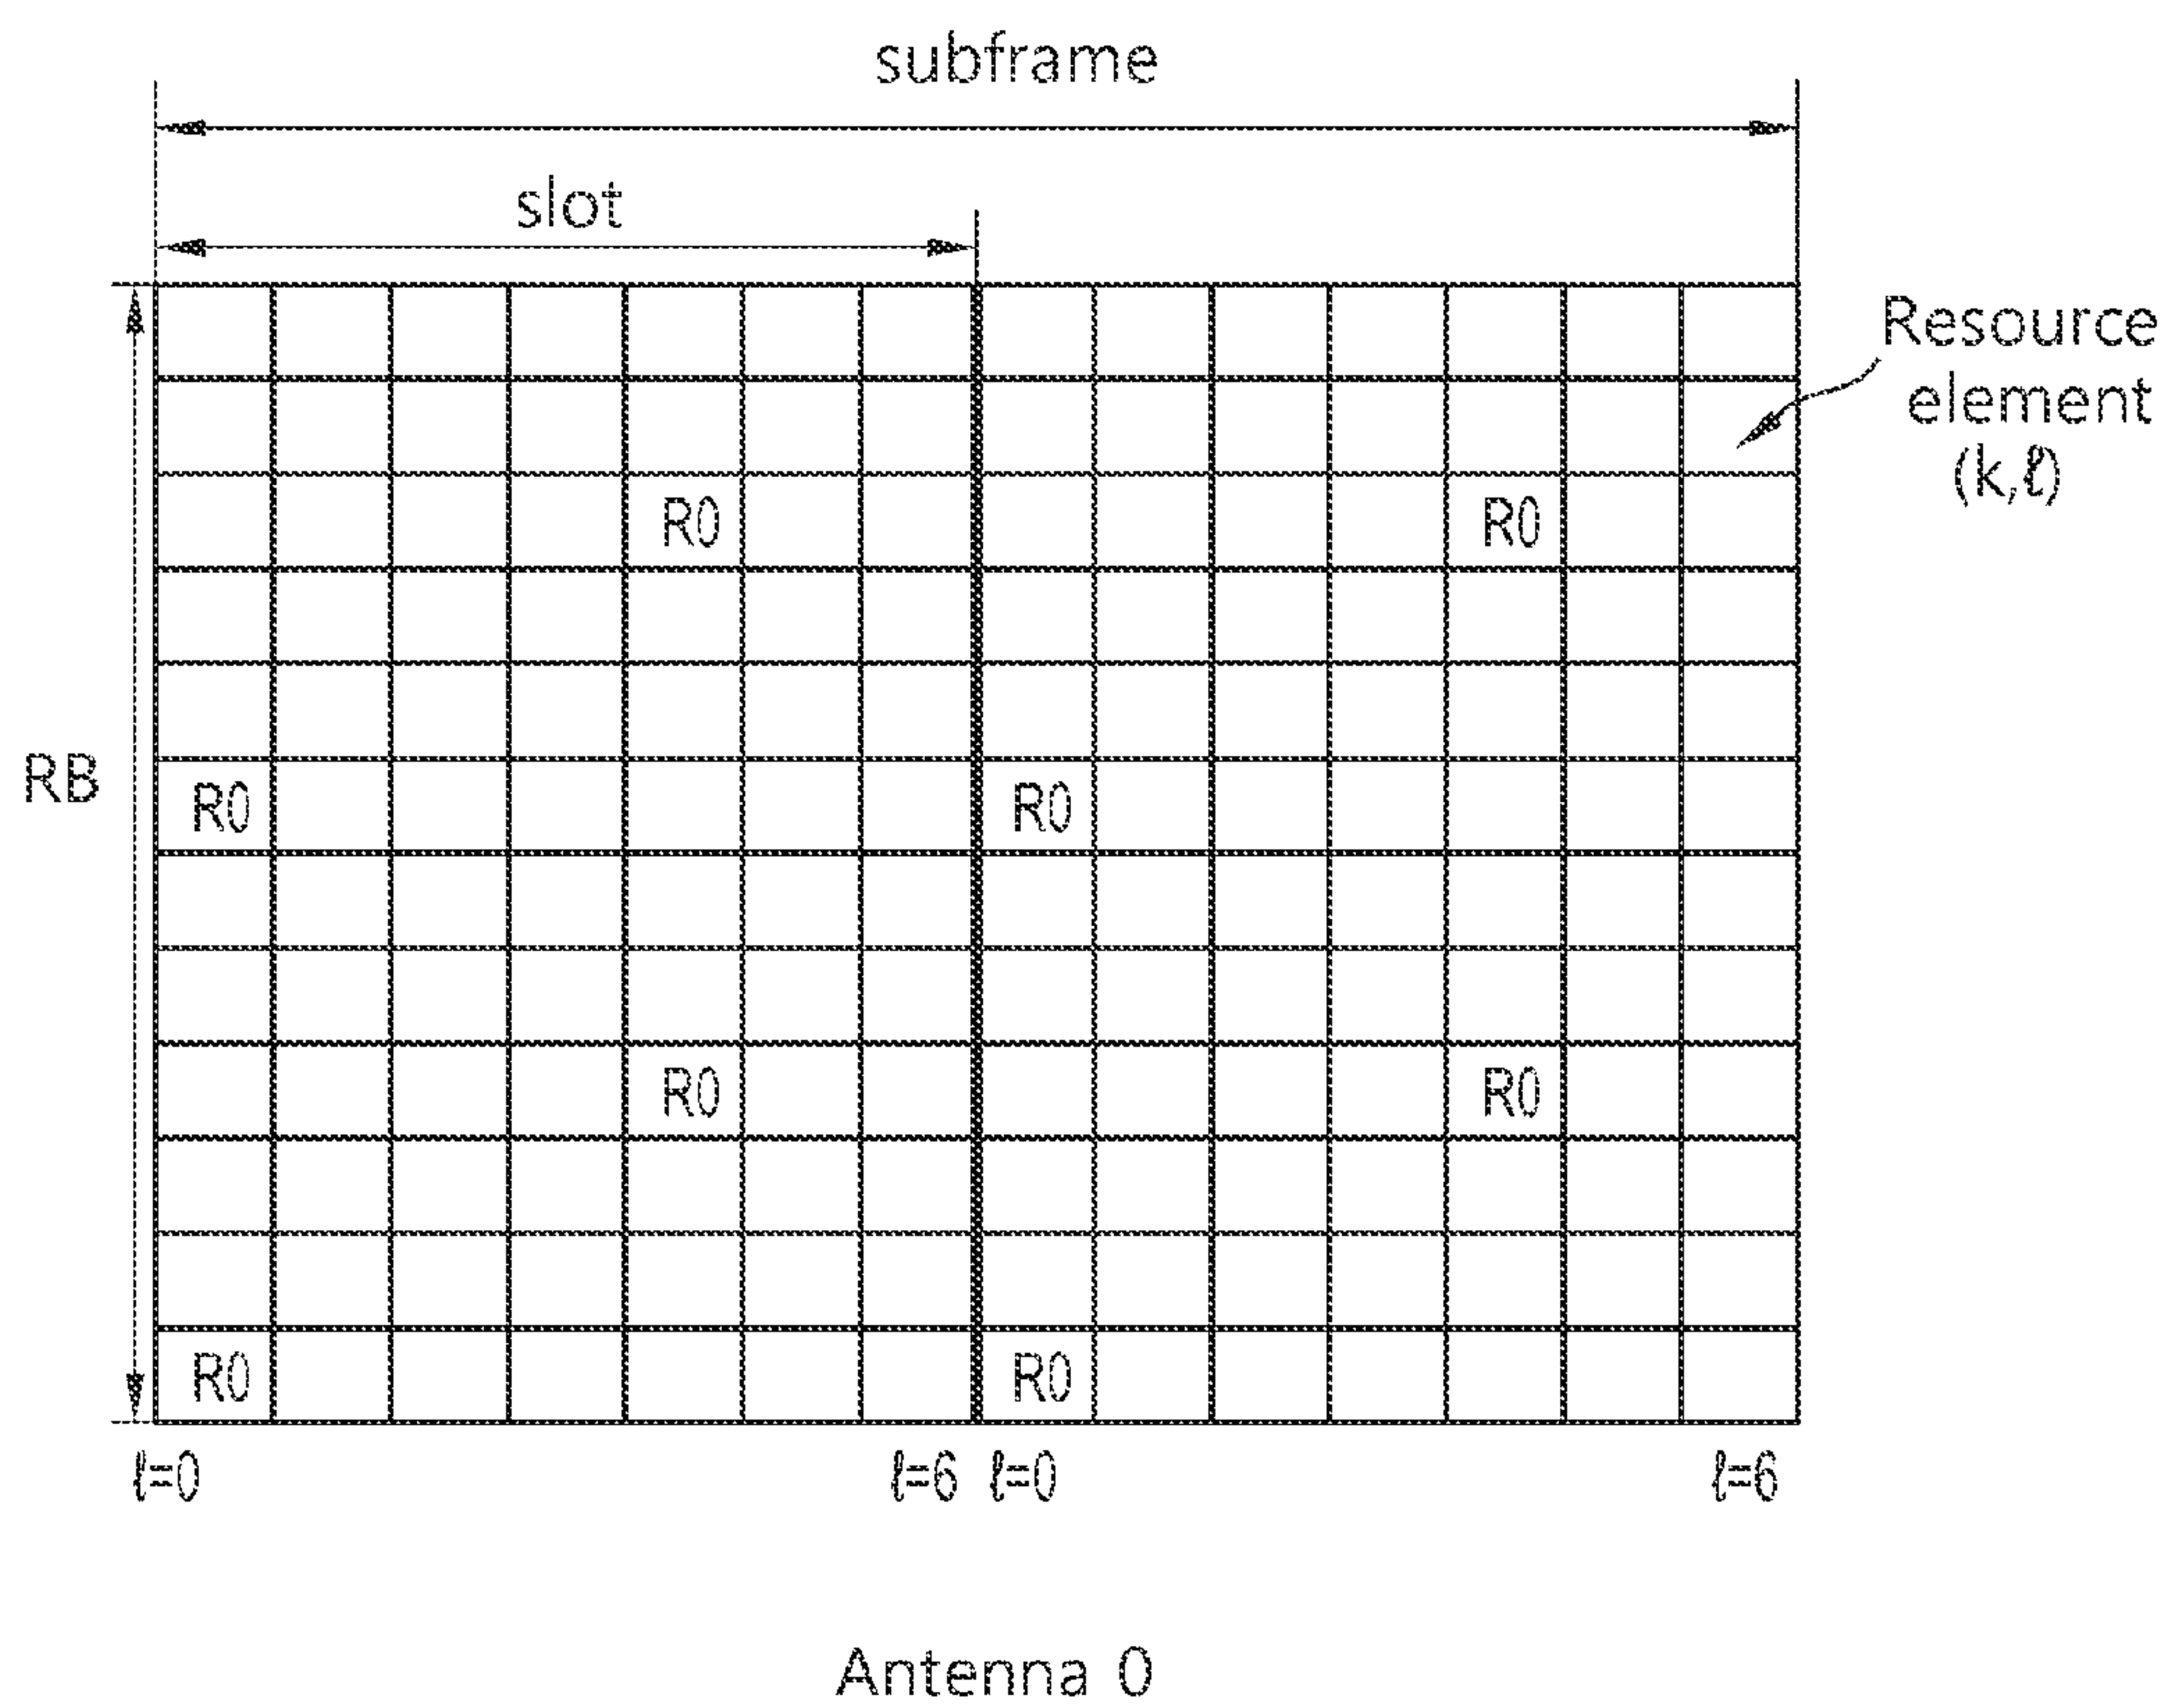 subframe
slot
Resource
element
(k,ℓ)
R0 R0
RB
R0 R0
R0 R0
R0 R0
ℓ=0 ℓ=6 ℓ=0 ℓ=6
Antenna 0